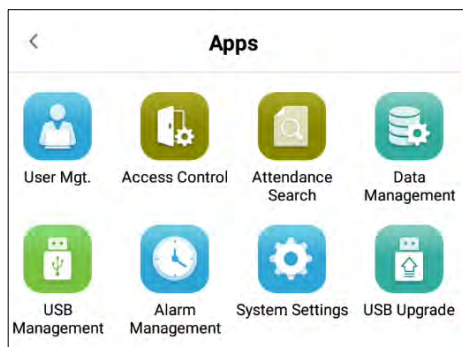 Apps
User Mgt. Access Control Attendance Data
Search Management
USB Alarm System Settings USB Upgrade
Management Management